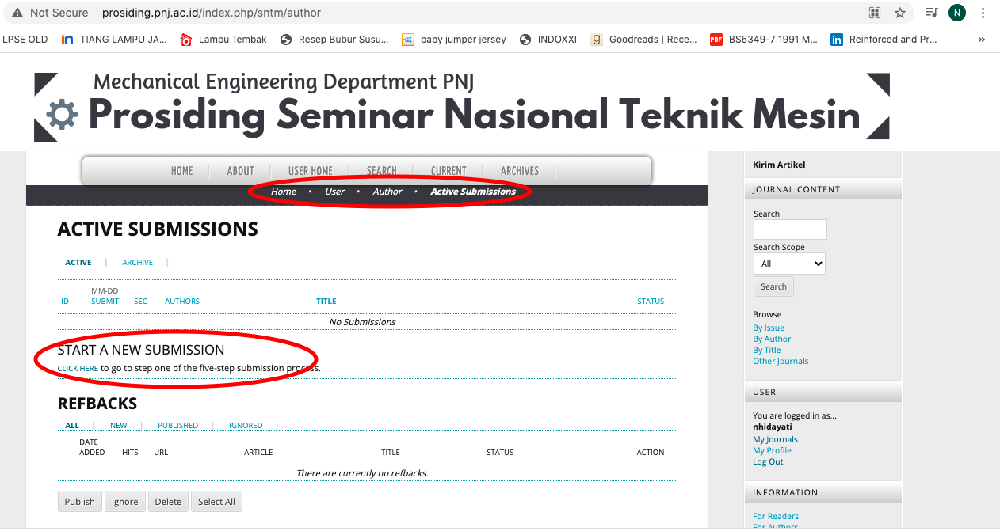 Not Secure | prosiding.pnj.ac.id/index.php/sntm/author N
LPSE OLD TIANG LAMPU JA... Lampu Tembak Resep Bubur Susu... baby jumper jersey INDOXXI Goodreads | Rece... PDF BS6349-7 1991 M... in Reinforced and Pr... »
Mechanical Engineering Department PNJ
Prosiding Seminar Nasional Teknik Mesin
HOME ABOUT USER HOME SEARCH CURRENT ARCHIVES
Home • User • Author • Active Submissions
ACTIVE SUBMISSIONS
ACTIVE ARCHIVE
MM-DD
ID SUBMIT SEC AUTHORS TITLE STATUS
No Submissions
START A NEW SUBMISSION
CLICK HERE to go to step one of the five-step submission process.
REFBACKS
ALL NEW PUBLISHED IGNORED
DATE
ADDED HITS URL ARTICLE TITLE STATUS ACTION
There are currently no refbacks.
Publish Ignore Delete Select All
Kirim Artikel
JOURNAL CONTENT
Search
Search Scope
All
Search
Browse
By Issue
By Author
By Title
Other Journals
USER
You are logged in as...
nhidayati
My Journals
My Profile
Log Out
INFORMATION
For Readers
For Authors